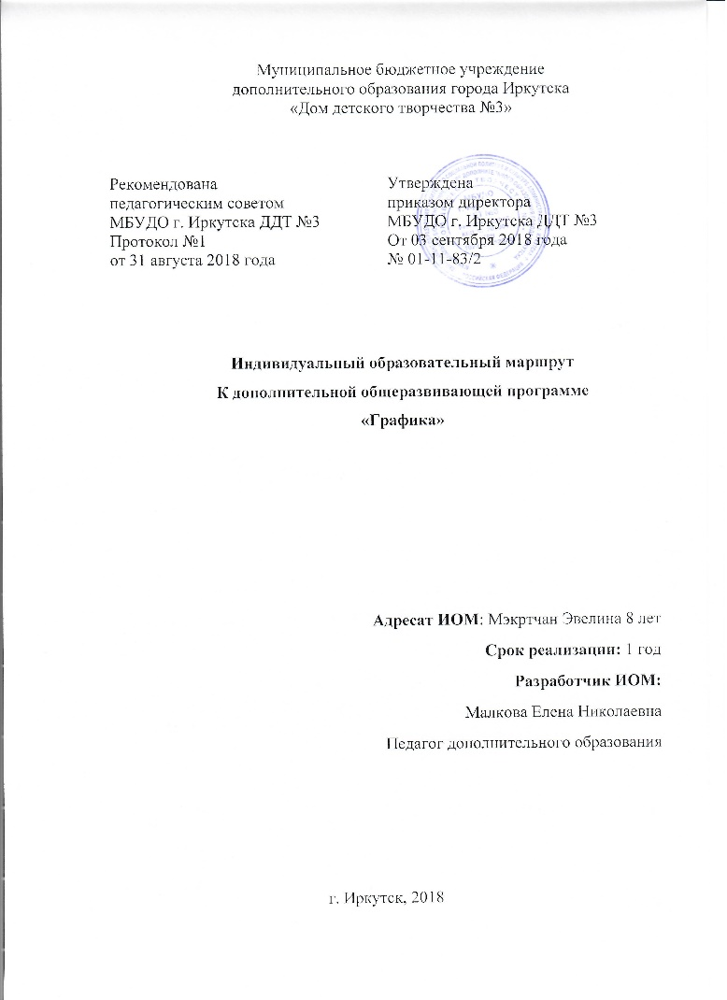 Муниципальное бюджетное учреждение
дополнительного образования города Иркутска
«Дом детского творчества №3»
Рекомендована
педагогическим советом
МБУДО г. Иркутска ДДТ №3
Протокол №1
от 31 августа 2018 года
Утверждена
приказом директора
МБУДО г. Иркутска ДДТ №3
От 03 сентября 2018 года
№ 01-11-83/2
Индивидуальный образовательный маршрут
К дополнительной общеразвивающей программе
«Графика»
Адресат ИОМ: Мэкртчан Эвелина 8 лет
Срок реализации: 1 год
Разработчик ИОМ:
Малкова Елена Николаевна
Педагог дополнительного образования
г. Иркутск, 2018